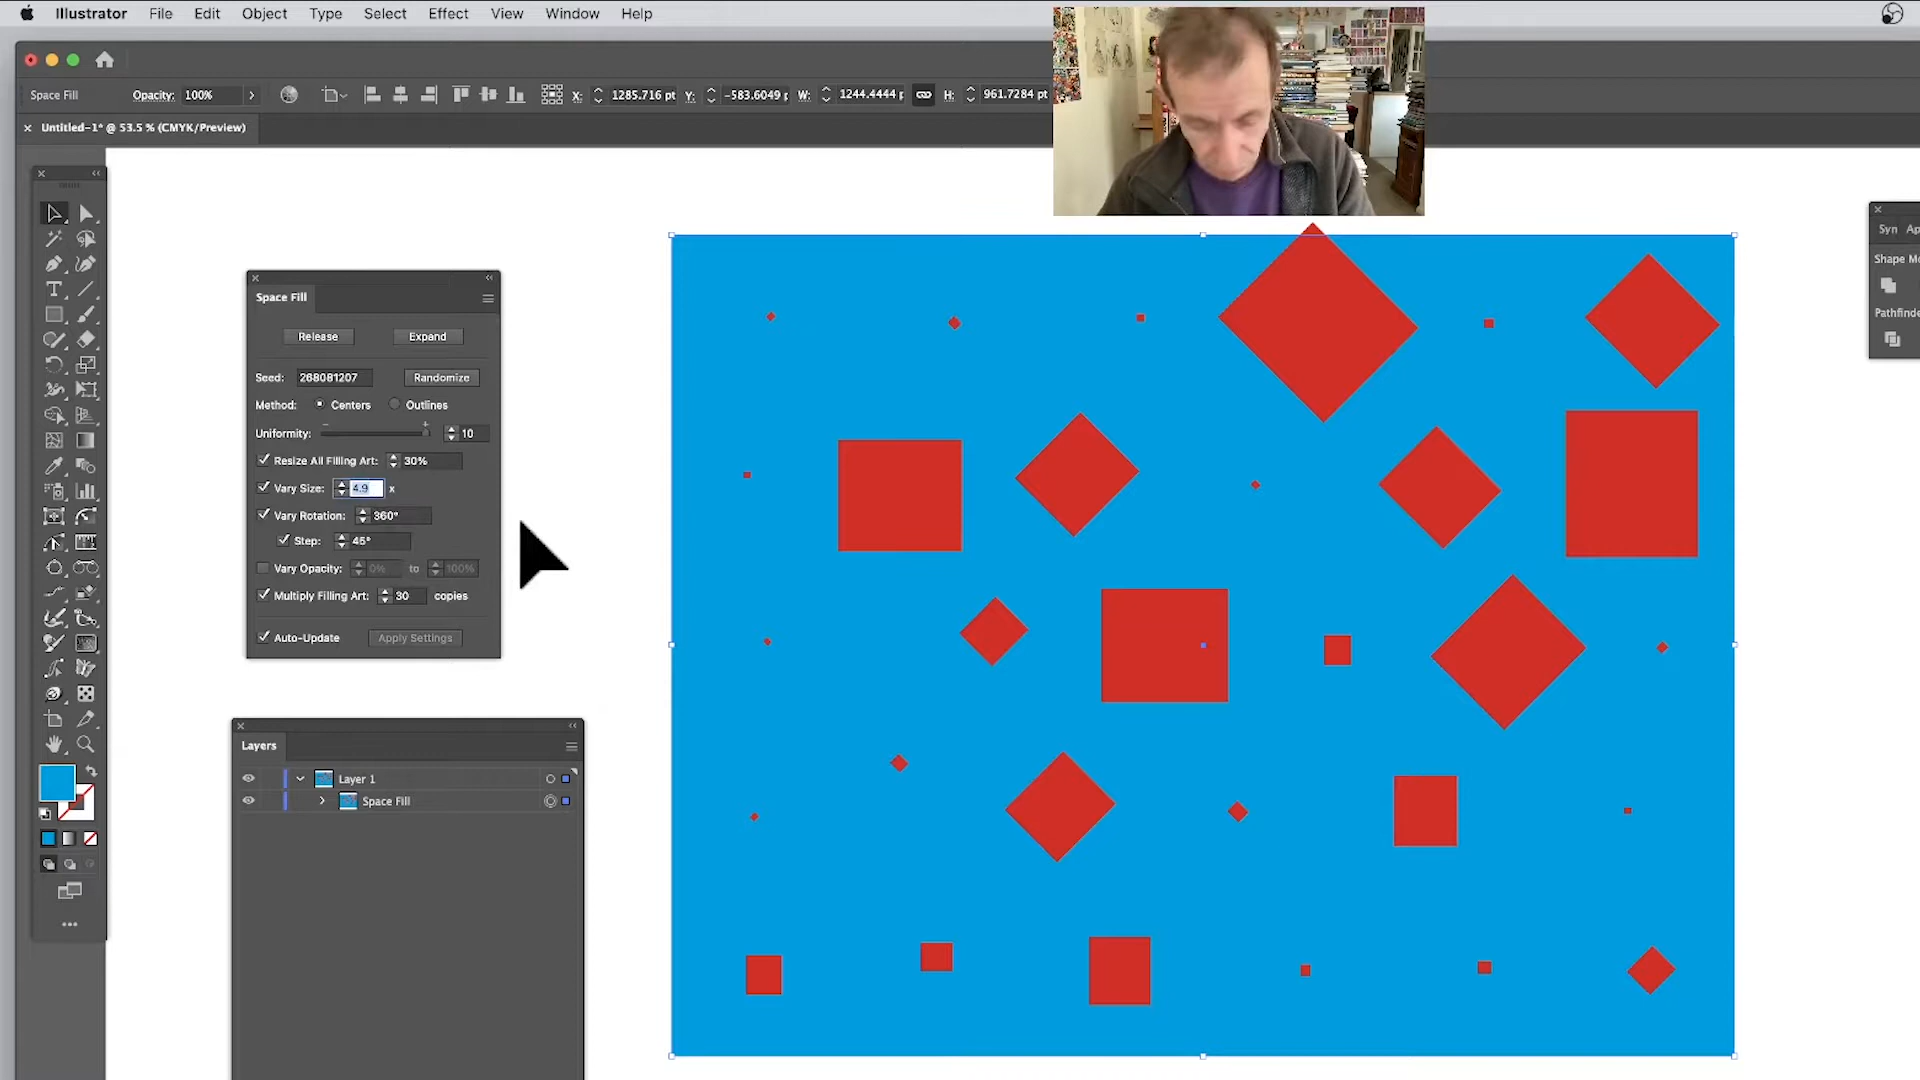 Illustrator File Edit Object Type Select Effect View Window Help
Space Fill Opacity: 100% X: 1285.716 pt Y: -583.6049 p W: 1244.4444 p H: 961.7284 pt
Untitled-1* @ 53.5 % (CMYK/Preview)
Space Fill
Release Expand
Seed: 268081207 Randomize
Method: Centers Outlines
Uniformity: 10
Resize All Filling Art: 30%
Vary Size: 4.9 x
Vary Rotation: 360°
Step: 45°
Vary Opacity: 0% to 100%
Multiply Filling Art: 30 copies
Auto-Update Apply Settings
Layers
Layer 1
Space Fill
Syn Ap
Shape Mo
Pathfinde